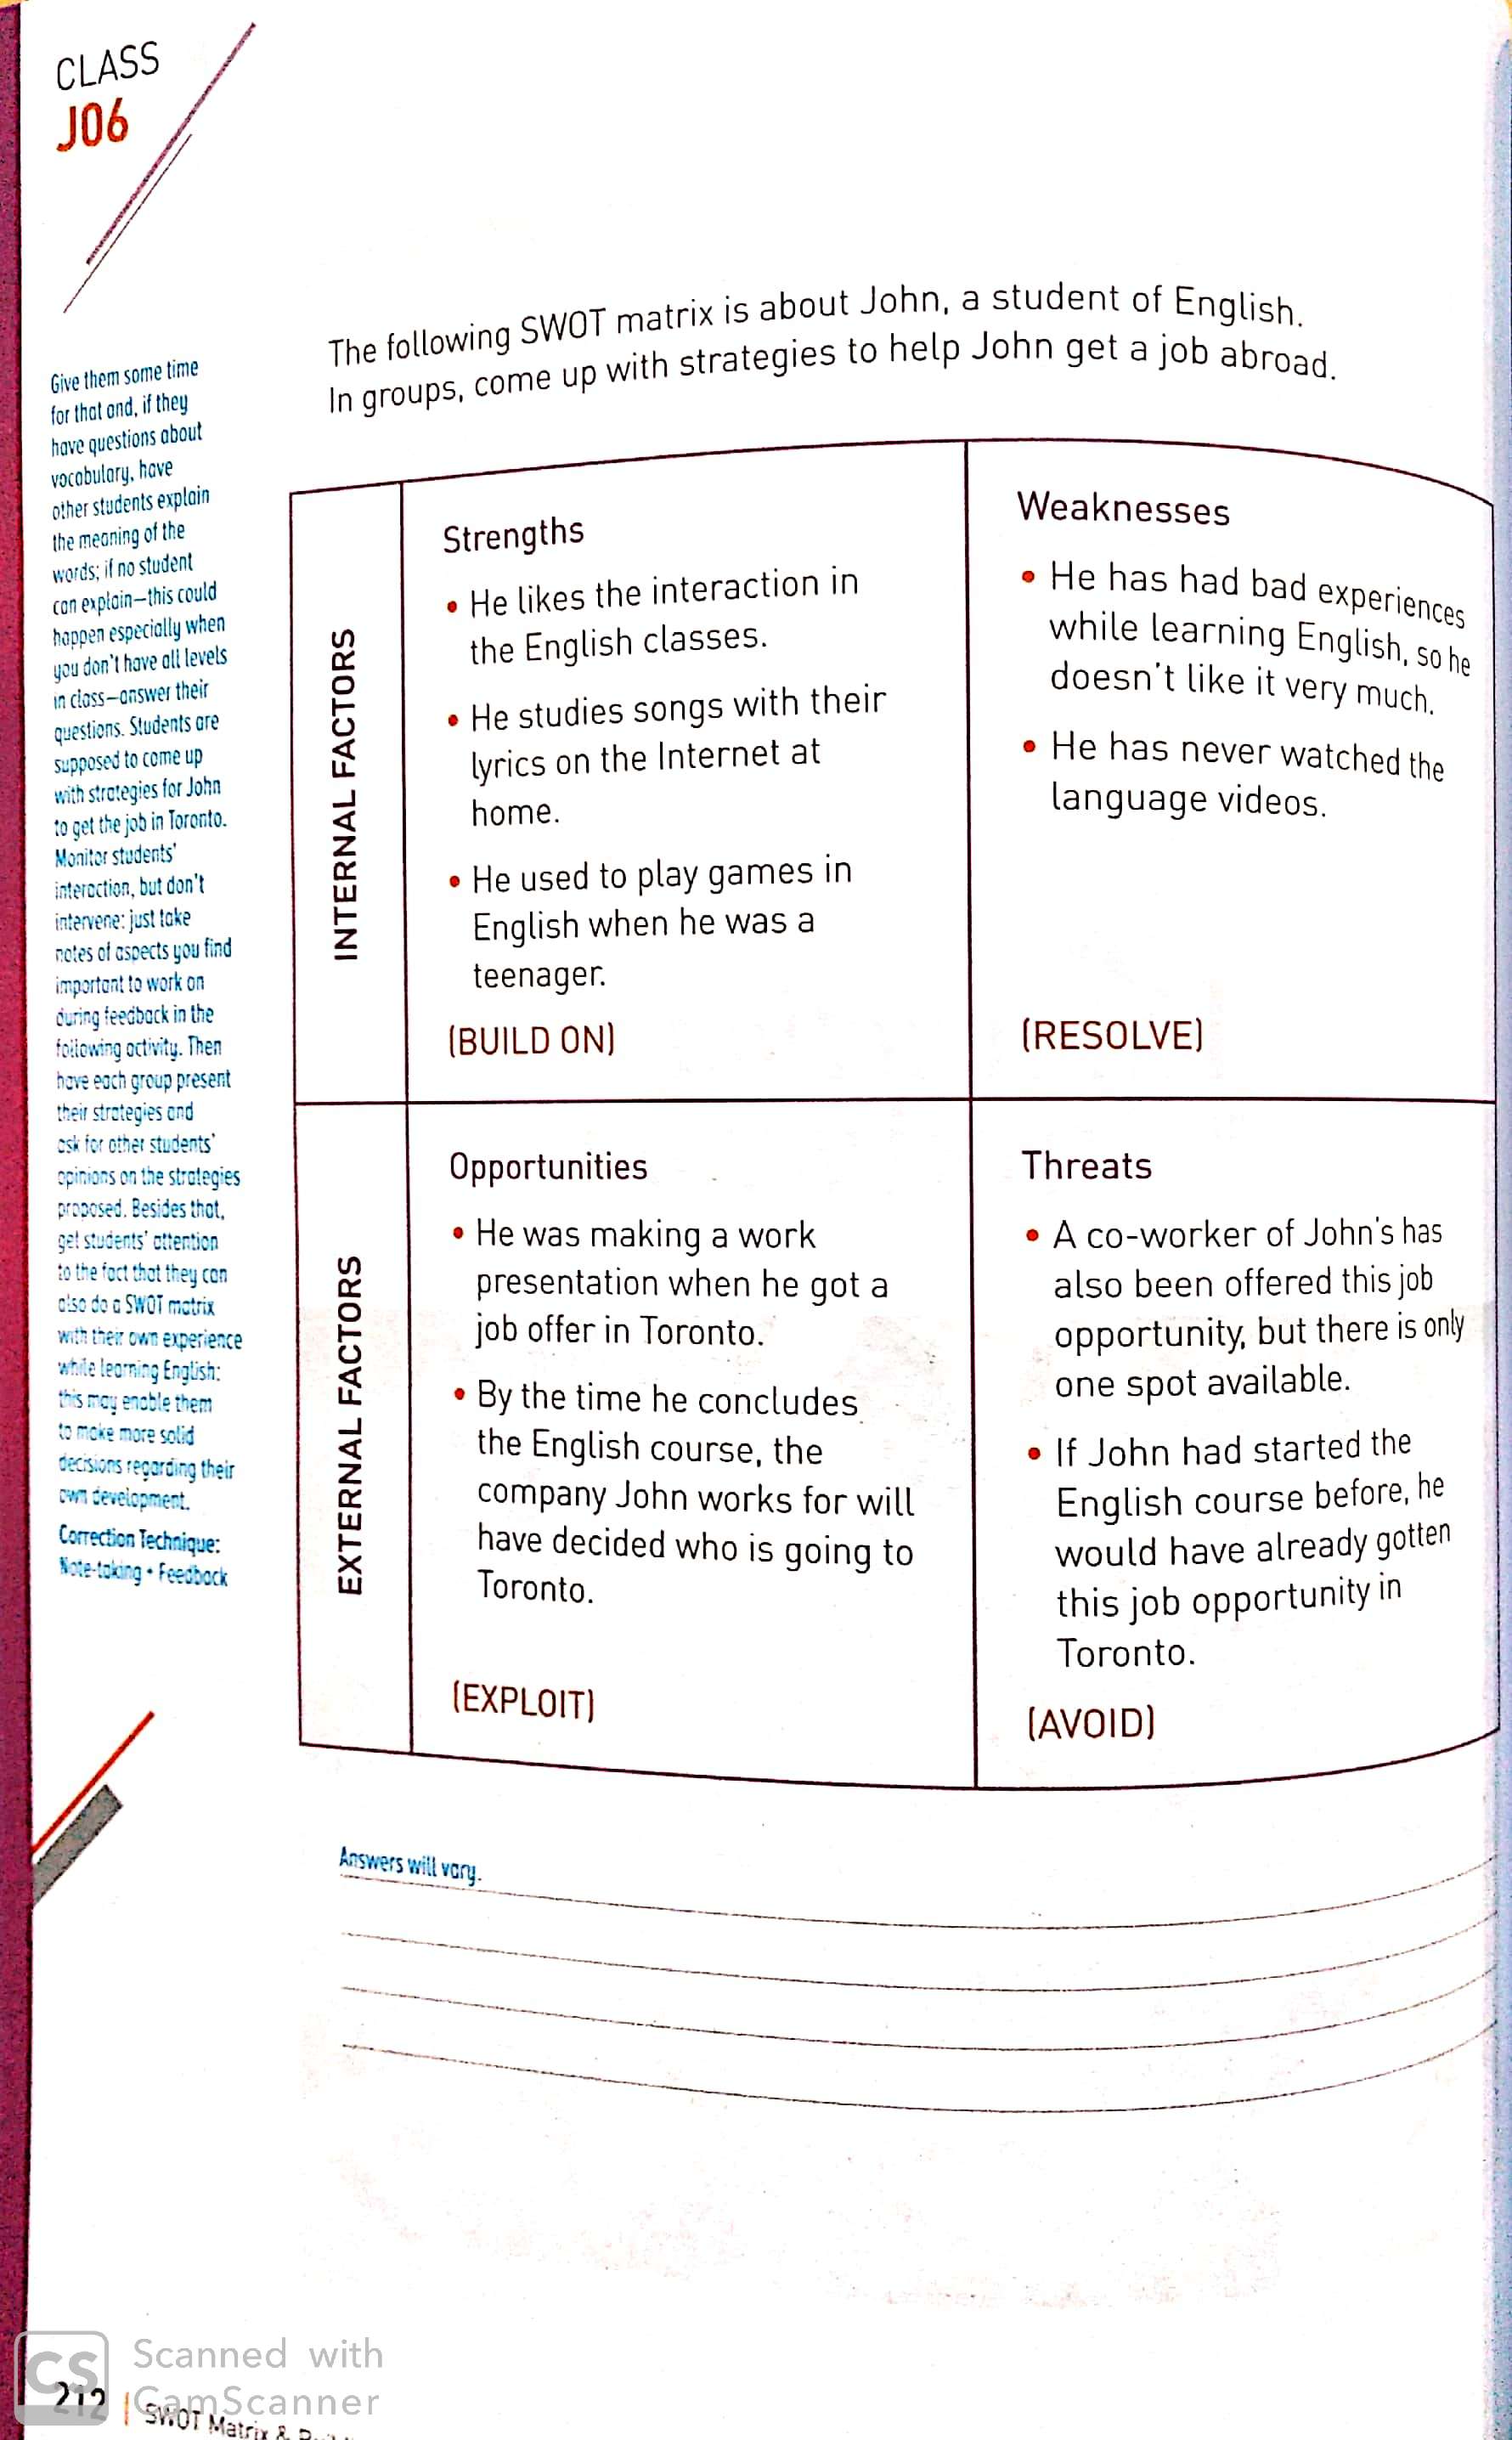 CLASS
J06
The following SWOT matrix is about John, a student of English.
In groups, come up with strategies to help John get a job abroad.
Give them some time
for that and, if they
have questions about
vocabulary, have
other students explain
the meaning of the
words; if no student
can explain—this could
happen especially when
you don't have all levels
in class—answer their
questions. Students are
supposed to come up
with strategies for John
to get the job in Toronto.
Monitor students'
interaction, but don't
intervene: just take
notes of aspects you find
important to work on
during feedback in the
following activity. Then
have each group present
their strategies and
ask for other students'
opinions on the strategies
proposed. Besides that,
get students' attention
to the fact that they can
also do a SWOT matrix
with their own experience
while learning English:
this may enable them
to make more solid
decisions regarding their
own development.
Correction Technique:
Note-taking • Feedback
INTERNAL FACTORS
Strengths
• He likes the interaction in
the English classes.
• He studies songs with their
lyrics on the Internet at
home.
• He used to play games in
English when he was a
teenager.
(BUILD ON)
Weaknesses
• He has had bad experiences
while learning English, so he
doesn't like it very much.
• He has never watched the
language videos.
(RESOLVE)
EXTERNAL FACTORS
Opportunities
• He was making a work
presentation when he got a
job offer in Toronto.
• By the time he concludes
the English course, the
company John works for will
have decided who is going to
Toronto.
(EXPLOIT)
Threats
• A co-worker of John's has
also been offered this job
opportunity, but there is only
one spot available.
• If John had started the
English course before, he
would have already gotten
this job opportunity in
Toronto.
(AVOID)
Answers will vary.
CS
Scanned with
CamScanner
212 | SWOT Matrix &